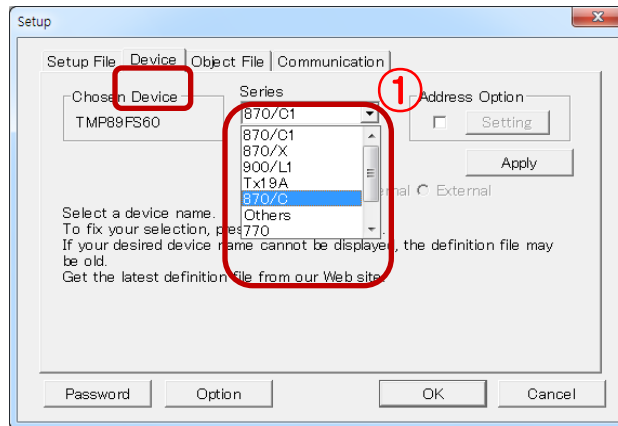 Setup
Setup File Device Object File Communication
Chosen Device
Series
①
Address Option
TMP89FS60
870/C1
Setting
870/C1
870/X
900/L1
Tx19A
870/C
Others
770
Apply
External
Select a device name.
To fix your selection,
If your desired device name cannot be displayed, the definition file may
be old.
Get the latest definition file from our Web site.
Password Option OK Cancel